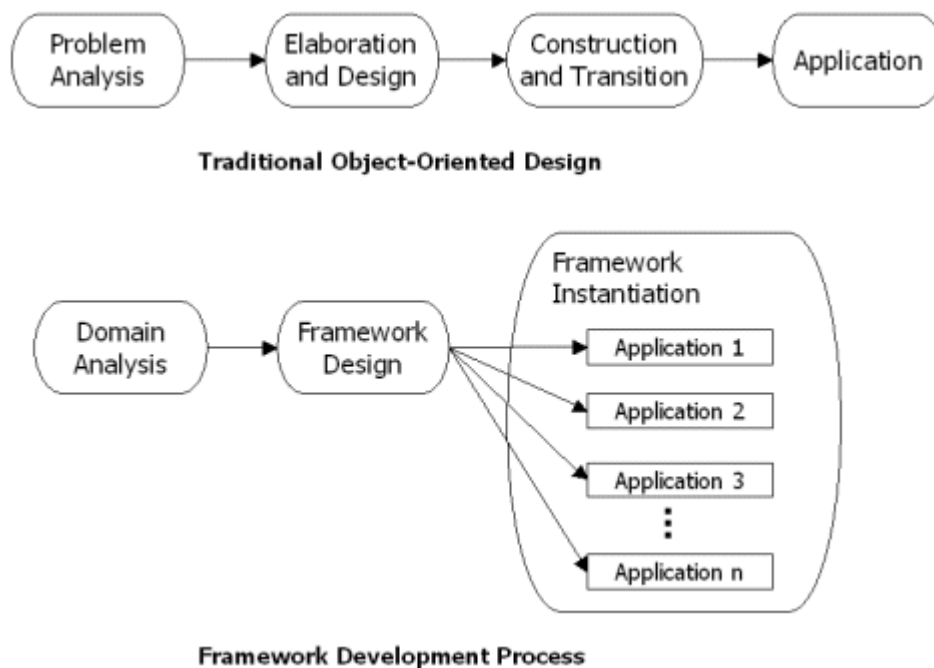 Problem
Analysis
Elaboration
and Design
Construction
and Transition
Application
Traditional Object-Oriented Design
Domain
Analysis
Framework
Design
Framework
Instantiation
Application 1
Application 2
Application 3
Application n
Framework Development Process